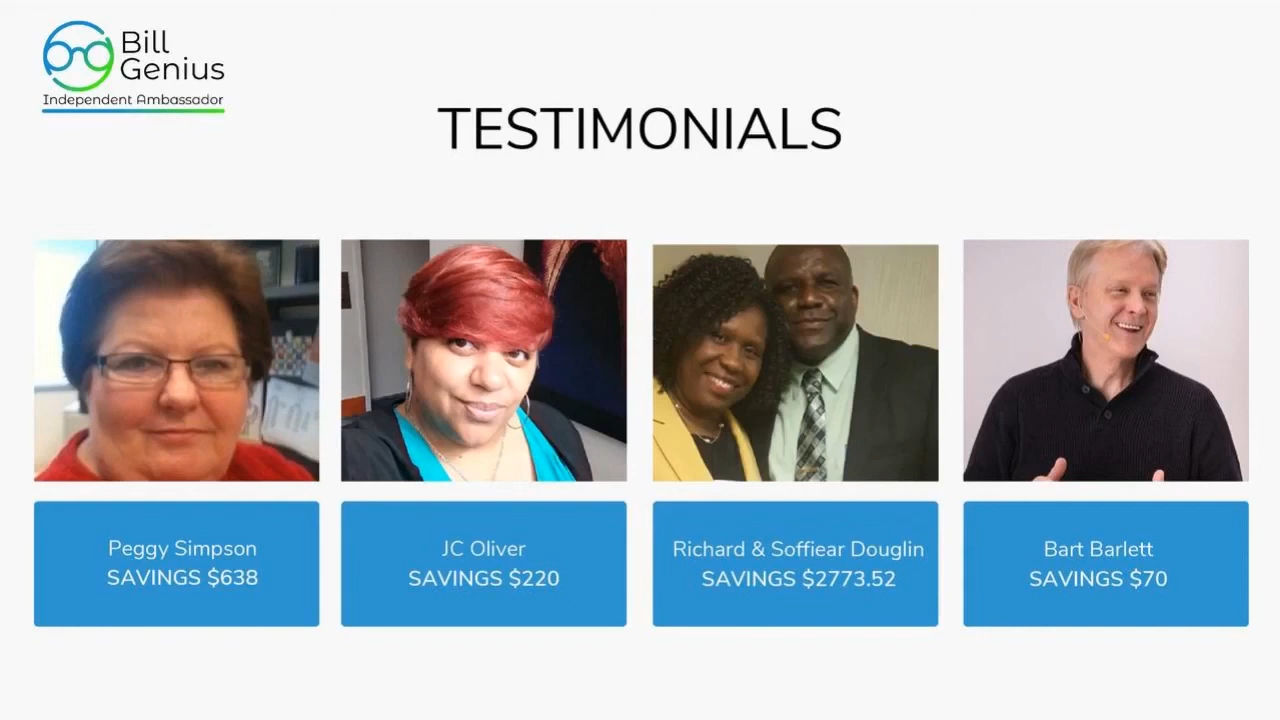 Bill
Genius
Independent Ambassador
TESTIMONIALS
Peggy Simpson
SAVINGS $638
JC Oliver
SAVINGS $220
Richard & Soffiear Douglin
SAVINGS $2773.52
Bart Barlett
SAVINGS $70